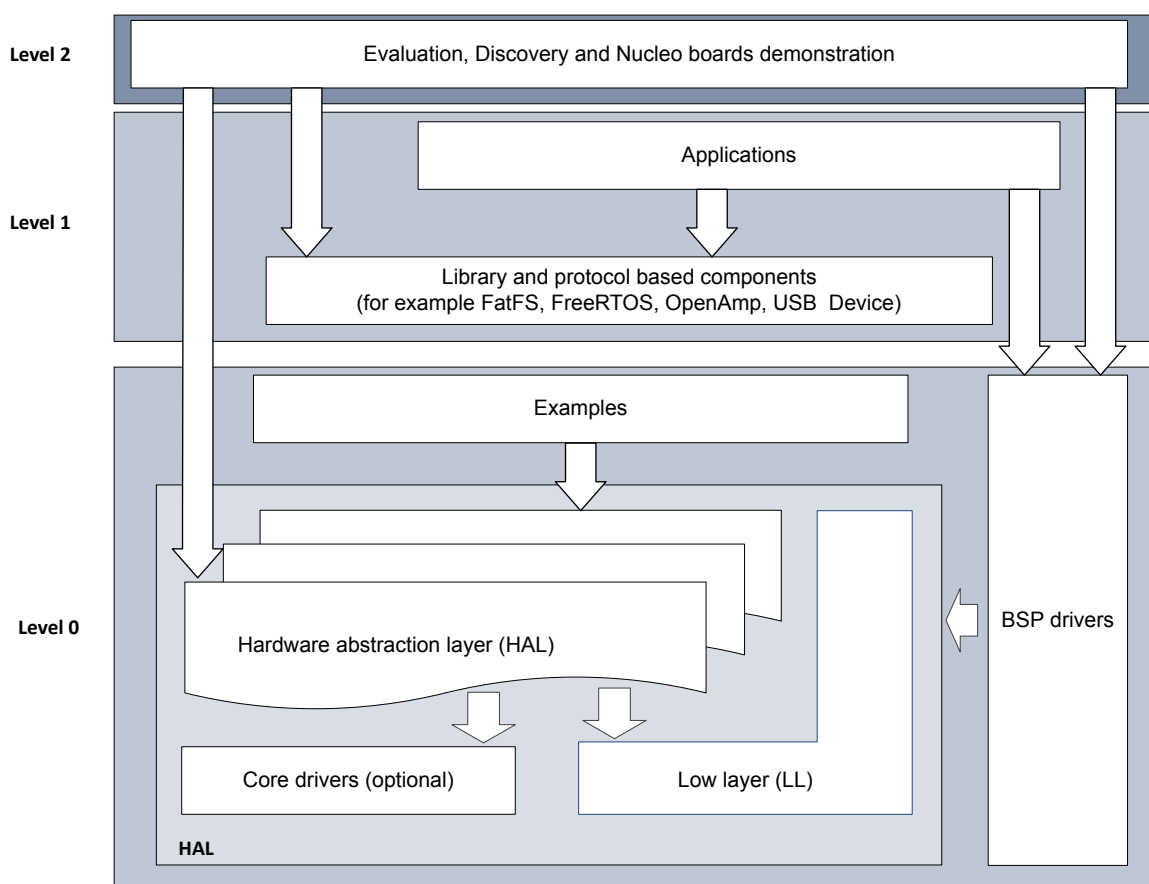 Level 2
Evaluation, Discovery and Nucleo boards demonstration
Applications
Level 1
Library and protocol based components
(for example FatFS, FreeRTOS, OpenAmp, USB Device)
Examples
Level 0
Hardware abstraction layer (HAL)
BSP drivers
Core drivers (optional)
Low layer (LL)
HAL